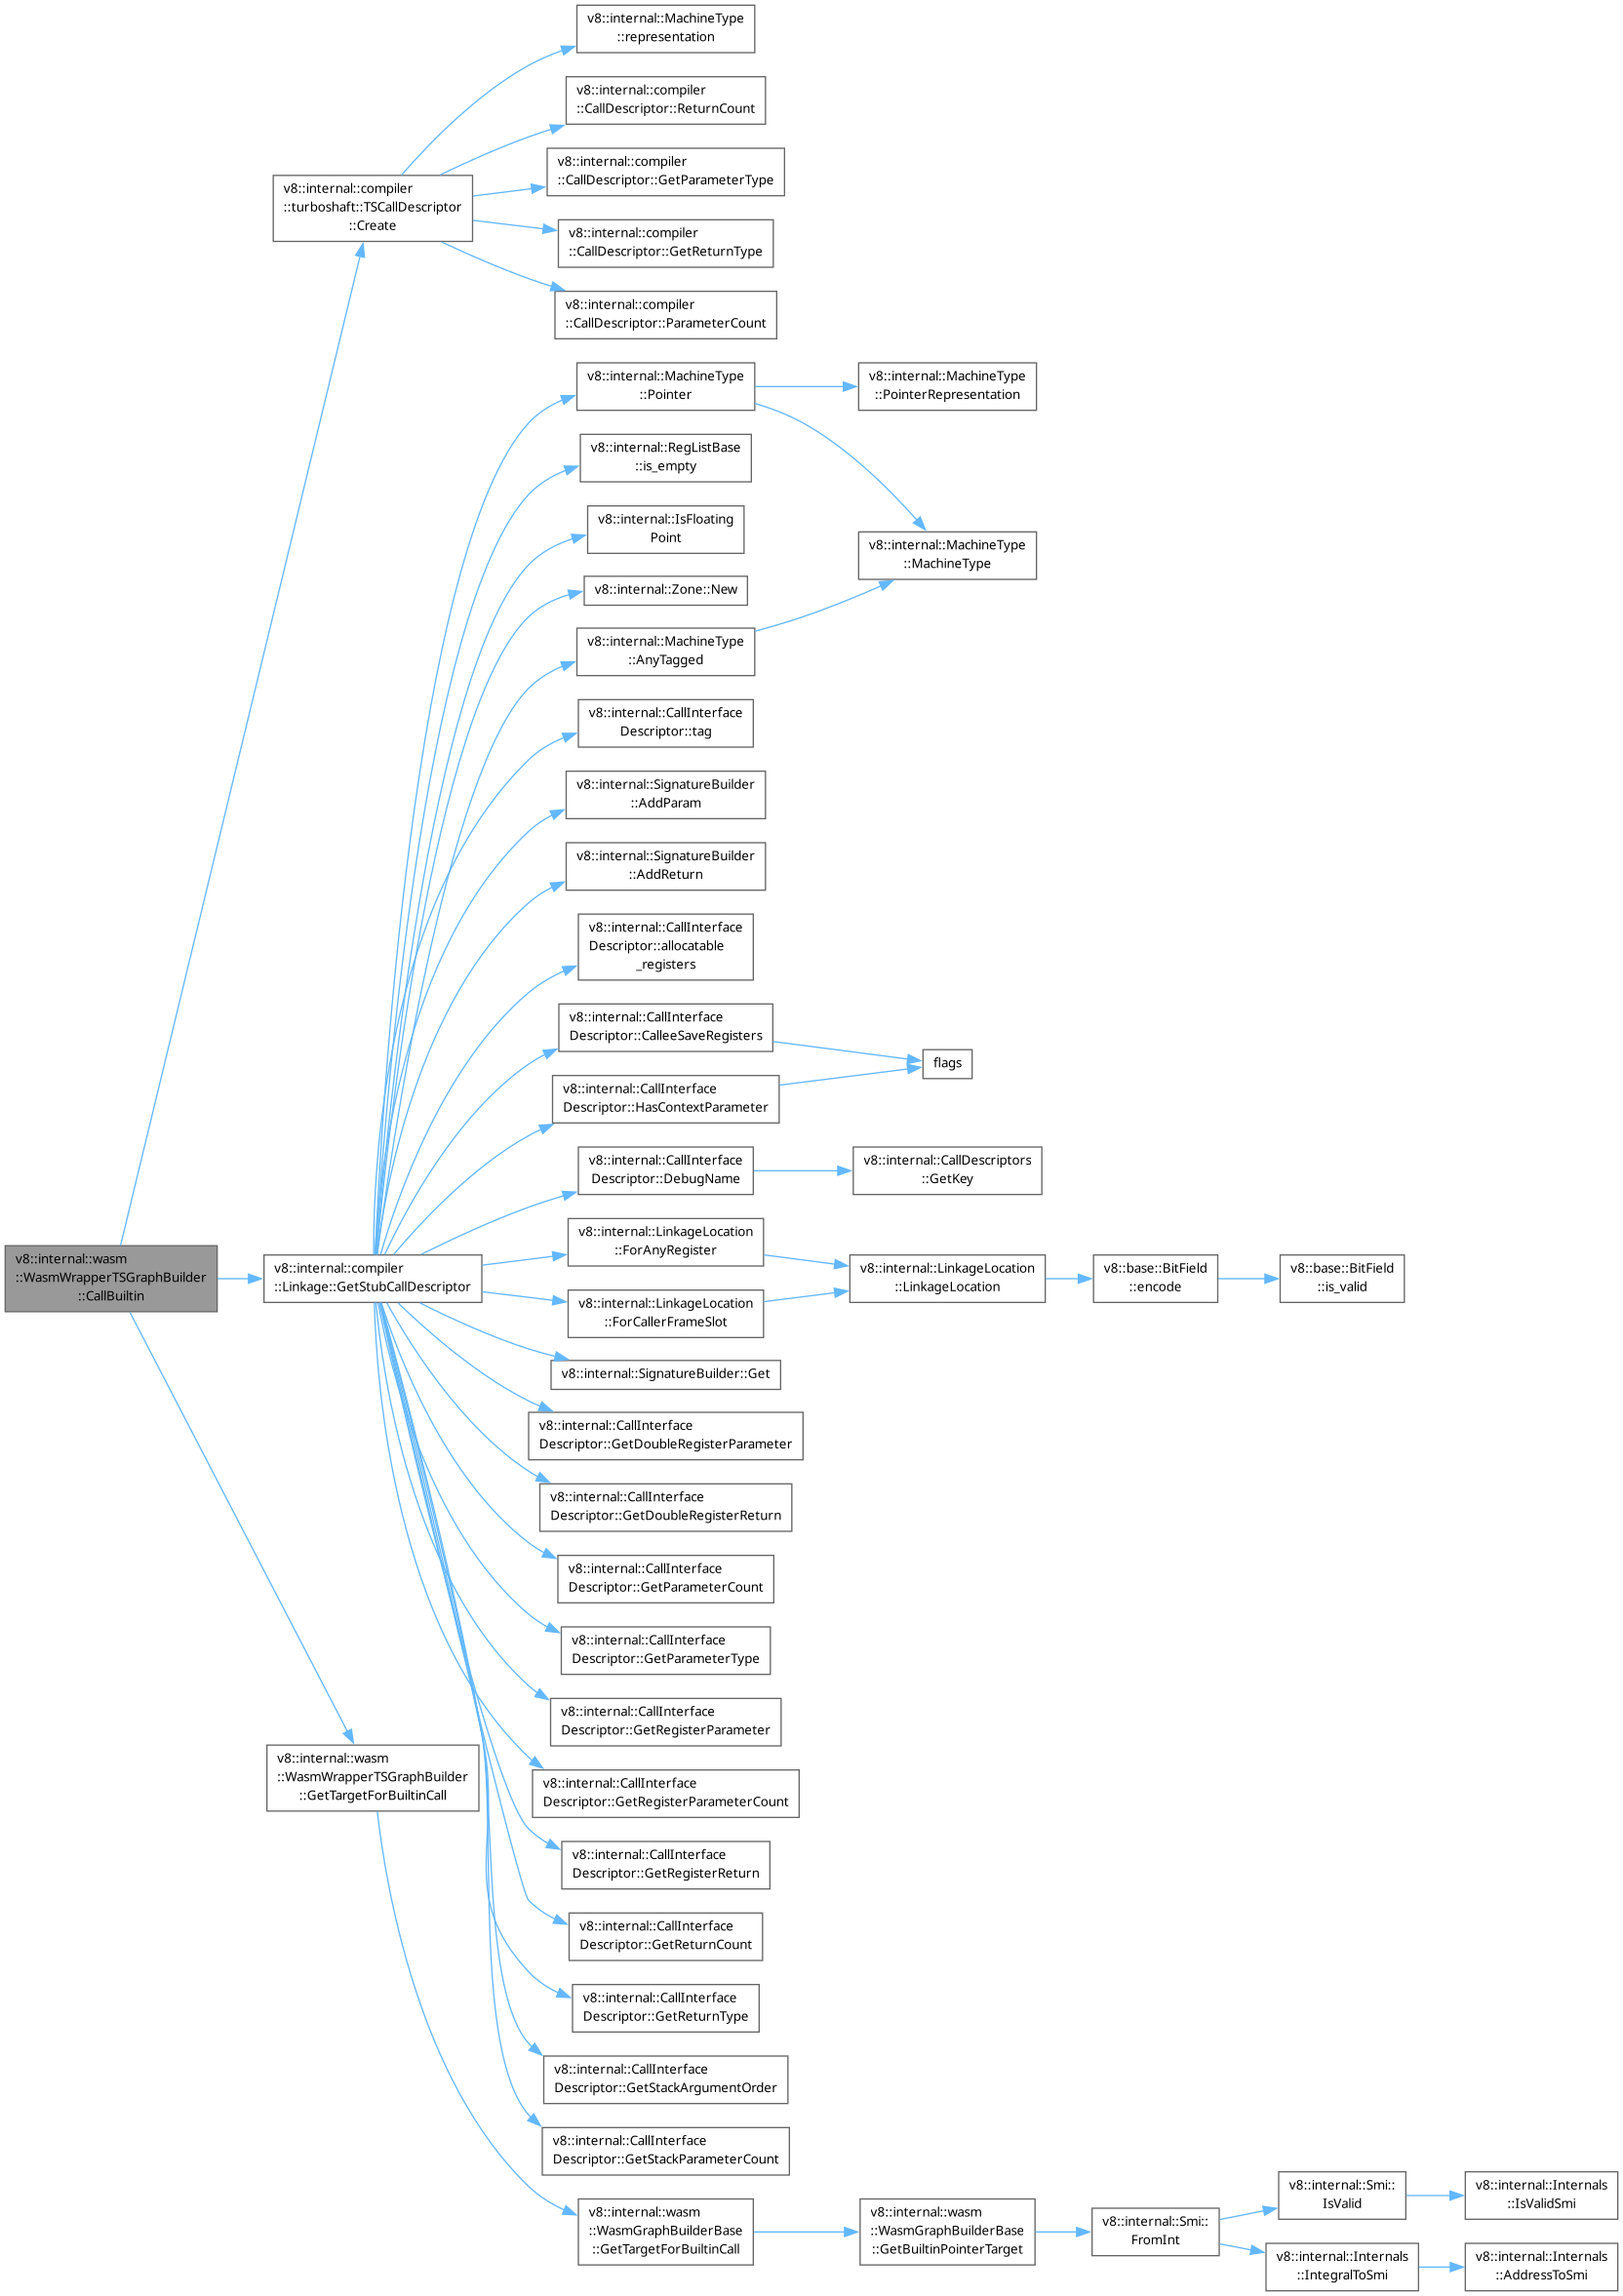 v8::internal::MachineType
::representation
v8::internal::compiler
::CallDescriptor::ReturnCount
v8::internal::compiler
::CallDescriptor::GetParameterType
v8::internal::compiler
::turboshaft::TSCallDescriptor
::Create
v8::internal::compiler
::CallDescriptor::GetReturnType
v8::internal::compiler
::CallDescriptor::ParameterCount
v8::internal::MachineType
::Pointer
v8::internal::MachineType
::PointerRepresentation
v8::internal::RegListBase
::is_empty
v8::internal::IsFloating
Point
v8::internal::MachineType
::MachineType
v8::internal::Zone::New
v8::internal::MachineType
::AnyTagged
v8::internal::CallInterface
Descriptor::tag
v8::internal::SignatureBuilder
::AddParam
v8::internal::SignatureBuilder
::AddReturn
v8::internal::CallInterface
Descriptor::allocatable
_registers
v8::internal::CallInterface
Descriptor::CalleeSaveRegisters
flags
v8::internal::CallInterface
Descriptor::HasContextParameter
v8::internal::CallInterface
Descriptor::DebugName
v8::internal::CallDescriptors
::GetKey
v8::internal::LinkageLocation
::ForAnyRegister
v8::internal::wasm
::WasmWrapperTSGraphBuilder
::CallBuiltin
v8::internal::compiler
::Linkage::GetStubCallDescriptor
v8::internal::LinkageLocation
::LinkageLocation
v8::base::BitField
::encode
v8::base::BitField
::is_valid
v8::internal::LinkageLocation
::ForCallerFrameSlot
v8::internal::SignatureBuilder::Get
v8::internal::CallInterface
Descriptor::GetDoubleRegisterParameter
v8::internal::CallInterface
Descriptor::GetDoubleRegisterReturn
v8::internal::CallInterface
Descriptor::GetParameterCount
v8::internal::CallInterface
Descriptor::GetParameterType
v8::internal::CallInterface
Descriptor::GetRegisterParameter
v8::internal::wasm
::WasmWrapperTSGraphBuilder
::GetTargetForBuiltinCall
v8::internal::CallInterface
Descriptor::GetRegisterParameterCount
v8::internal::CallInterface
Descriptor::GetRegisterReturn
v8::internal::CallInterface
Descriptor::GetReturnCount
v8::internal::CallInterface
Descriptor::GetReturnType
v8::internal::CallInterface
Descriptor::GetStackArgumentOrder
v8::internal::CallInterface
Descriptor::GetStackParameterCount
v8::internal::wasm
::WasmGraphBuilderBase
::GetTargetForBuiltinCall
v8::internal::wasm
::WasmGraphBuilderBase
::GetBuiltinPointerTarget
v8::internal::Smi::
FromInt
v8::internal::Smi::
IsValid
v8::internal::Internals
::IsValidSmi
v8::internal::Internals
::IntegralToSmi
v8::internal::Internals
::AddressToSmi